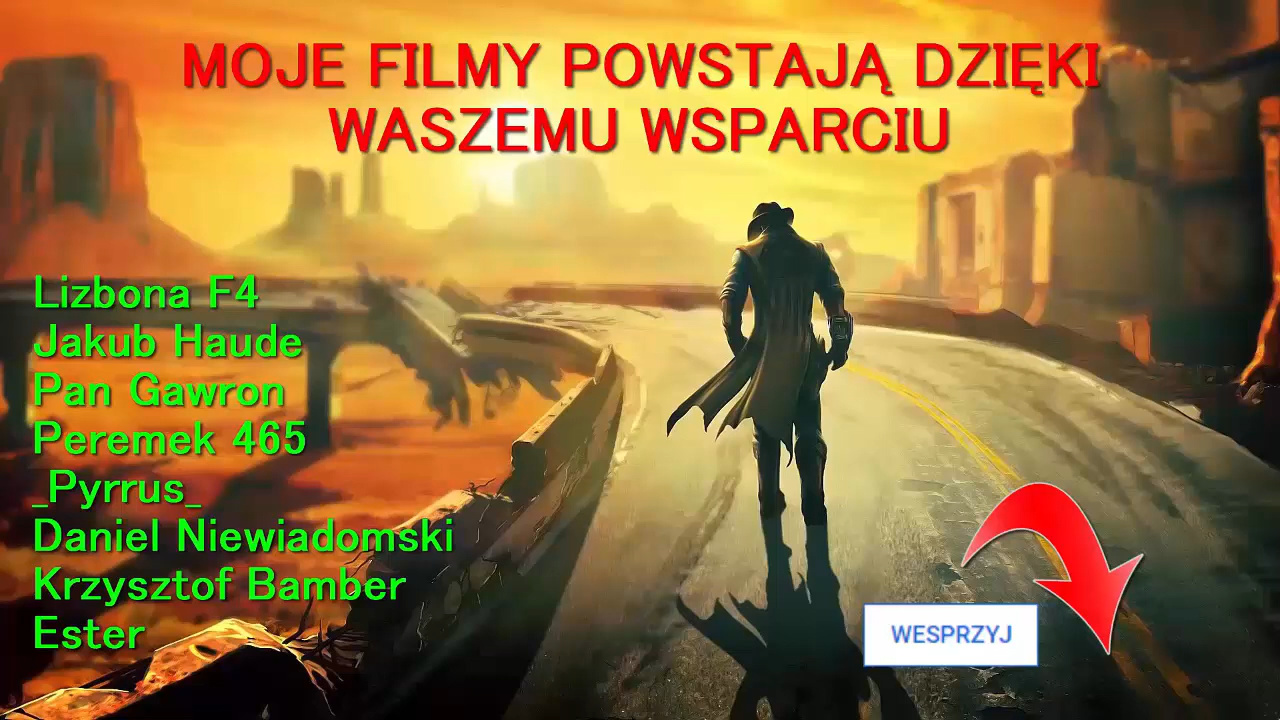 MOJE FILMY POWSTAJĄ DZIĘKI
WASZEMU WSPARCIU
Lizbona F4
Jakub Haude
Pan Gawron
Peremek 465
_Pyrrus_
Daniel Niewiadomski
Krzysztof Bamber
Ester
WESPRZYJ